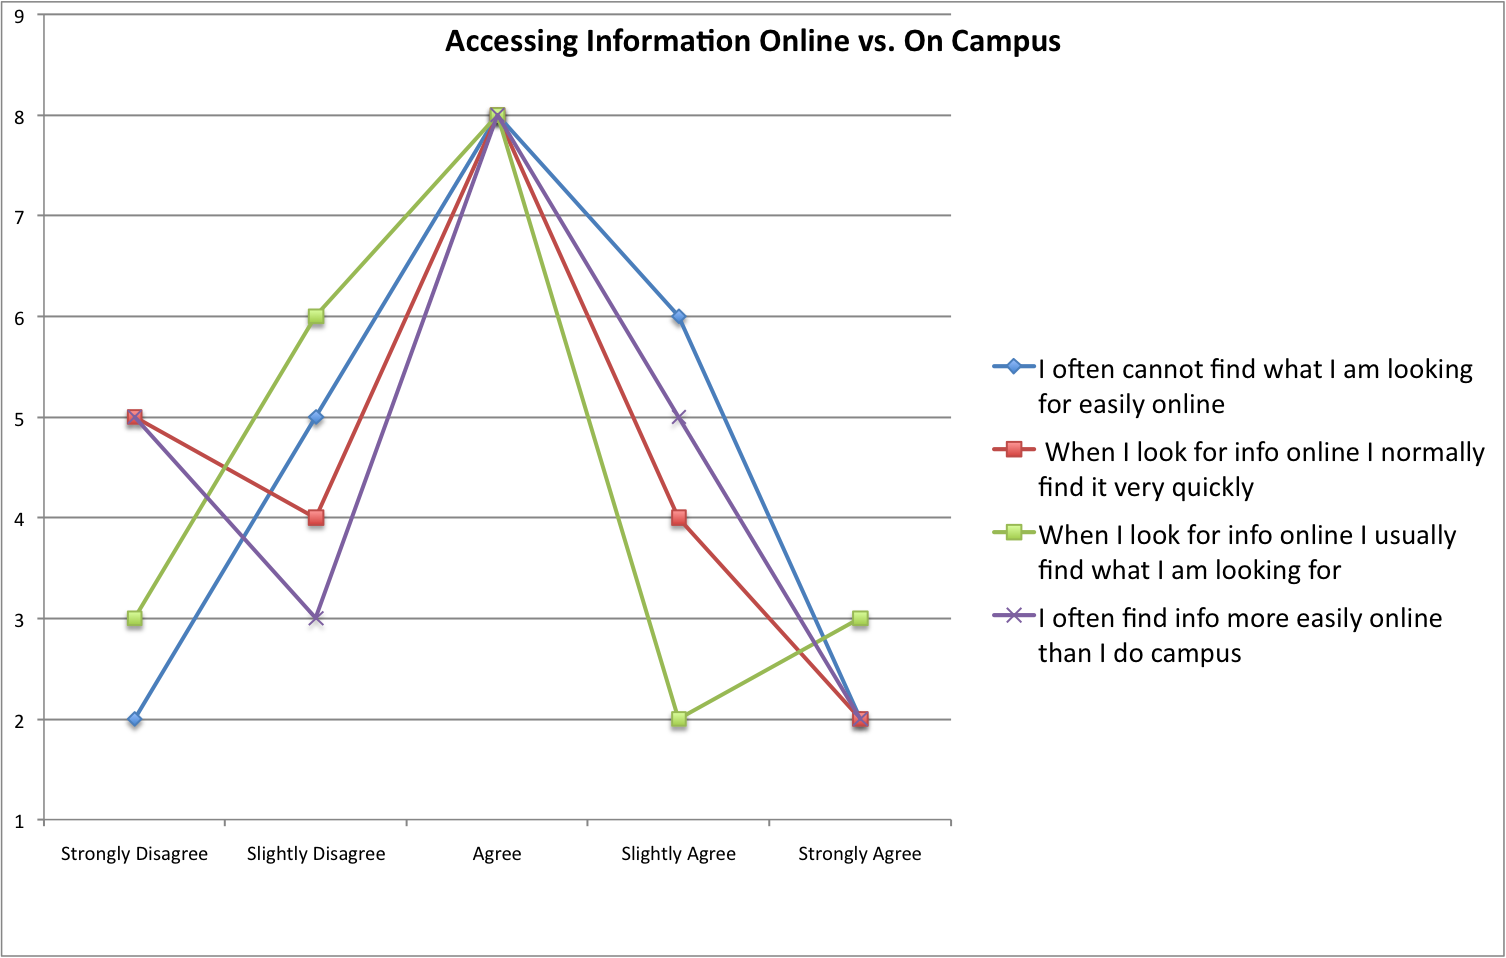 Accessing Information Online vs. On Campus
9
8
7
6
5
4
3
2
1
Strongly Disagree
Slightly Disagree
Agree
Slightly Agree
Strongly Agree
I often cannot find what I am looking
for easily online
When I look for info online I normally
find it very quickly
When I look for info online I usually
find what I am looking for
I often find info more easily online
than I do campus